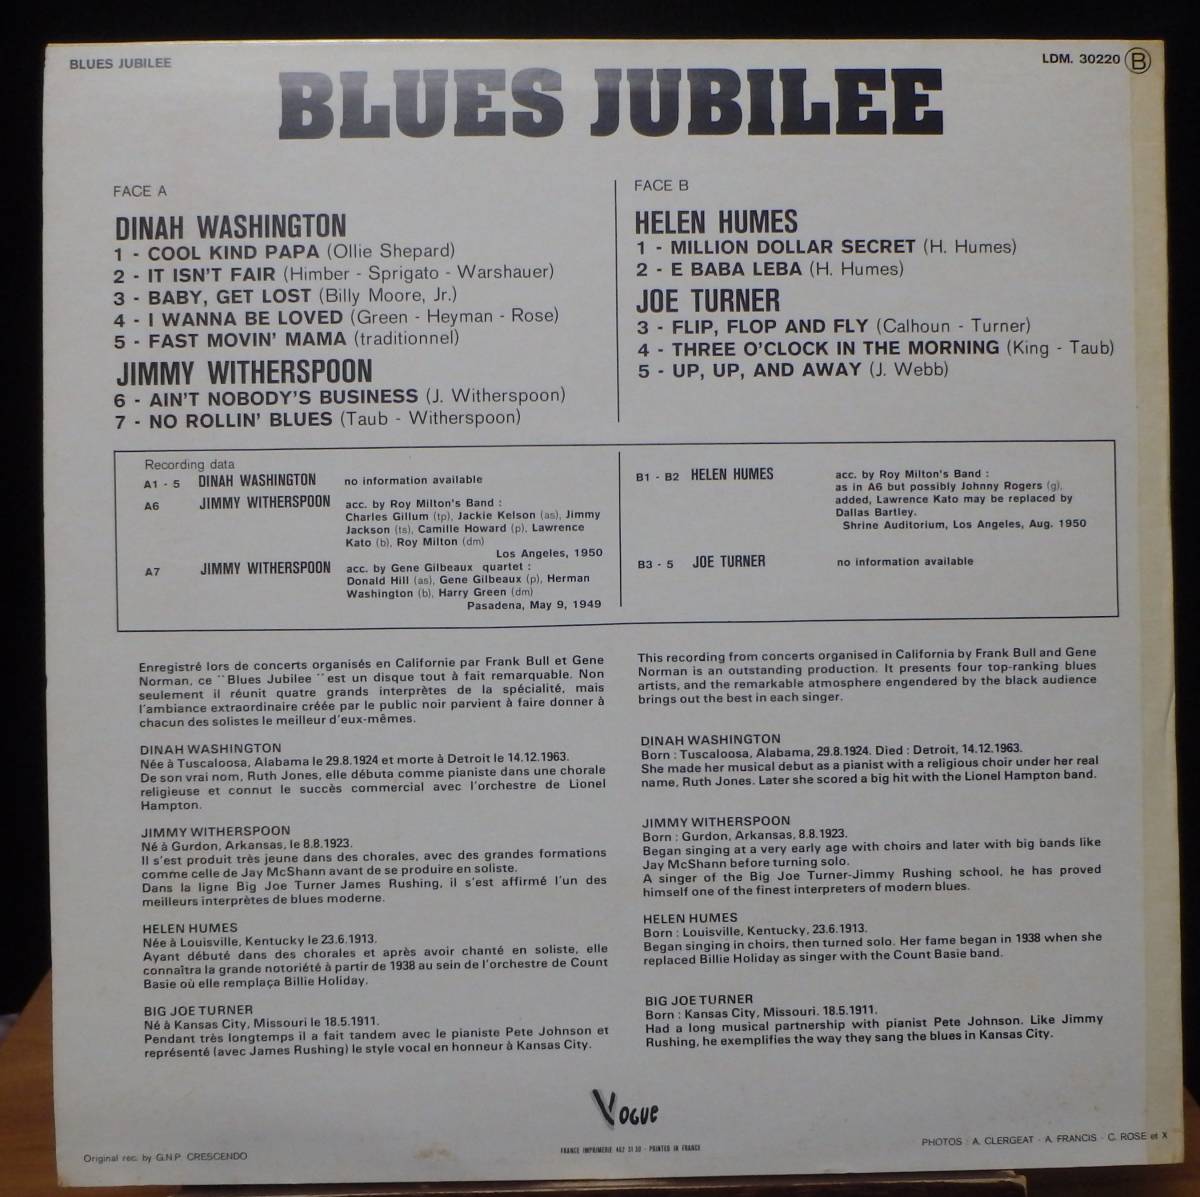 BLUES JUBILEE
LDM. 30220 B
BLUES JUBILEE
FACE A
DINAH WASHINGTON
1 - COOL KIND PAPA (Ollie Shepard)
2 - IT ISN'T FAIR (Himber - Sprigato - Warshauer)
3 - BABY, GET LOST (Billy Moore, Jr.)
4 - I WANNA BE LOVED (Green - Heyman - Rose)
5 - FAST MOVIN' MAMA (traditionnel)
JIMMY WITHERSPOON
6 - AIN'T NOBODY'S BUSINESS (J. Witherspoon)
7 - NO ROLLIN' BLUES (Taub - Witherspoon)
FACE B
HELEN HUMES
1 - MILLION DOLLAR SECRET (H. Humes)
2 - E BABA LEBA (H. Humes)
JOE TURNER
3 - FLIP, FLOP AND FLY (Calhoun - Turner)
4 - THREE O'CLOCK IN THE MORNING (King - Taub)
5 - UP, UP, AND AWAY (J. Webb)
Recording data
A1 - 5 DINAH WASHINGTON no information available
A6 JIMMY WITHERSPOON acc. by Roy Milton's Band :
Charles Gillum (tp), Jackie Kelson (as), Jimmy
Jackson (ts), Camille Howard (p), Lawrence
Kato (b), Roy Milton (dm)
Los Angeles, 1950
A7 JIMMY WITHERSPOON acc. by Gene Gilbeaux quartet :
Donald Hill (as), Gene Gilbeaux (p), Herman
Washington (b), Harry Green (dm)
Pasadena, May 9, 1949
B1 - B2 HELEN HUMES acc. by Roy Milton's Band :
as in A6 but possibly Johnny Rogers (g),
added, Lawrence Kato may be replaced by
Dallas Bartley.
Shrine Auditorium, Los Angeles, Aug. 1950
B3 - 5 JOE TURNER no information available
Enregistré lors de concerts organisés en Californie par Frank Bull et Gene
Norman, ce ''Blues Jubilee'' est un disque tout à fait remarquable. Non
seulement il réunit quatre grands interprètes de la spécialité, mais
l'ambiance extraordinaire créée par le public noir parvient à faire donner à
chacun des solistes le meilleur d'eux-mêmes.
DINAH WASHINGTON
Née à Tuscaloosa, Alabama le 29.8.1924 et morte à Detroit le 14.12.1963.
De son vrai nom, Ruth Jones, elle débuta comme pianiste dans une chorale
religieuse et connut le succès commercial avec l'orchestre de Lionel
Hampton.
JIMMY WITHERSPOON
Né à Gurdon, Arkansas, le 8.8.1923.
Il s'est produit très jeune dans des chorales, avec des grandes formations
comme celle de Jay McShann avant de se produire en soliste.
Dans la ligne Big Joe Turner James Rushing, il s'est affirmé l'un des
meilleurs interprètes de blues moderne.
HELEN HUMES
Née à Louisville, Kentucky le 23.6.1913.
Ayant débuté dans des chorales et après avoir chanté en soliste, elle
connaîtra la grande notoriété à partir de 1938 au sein de l'orchestre de Count
Basie où elle remplaça Billie Holiday.
BIG JOE TURNER
Né à Kansas City, Missouri le 18.5.1911.
Pendant très longtemps il a fait tandem avec le pianiste Pete Johnson et
représenté (avec James Rushing) le style vocal en honneur à Kansas City.
This recording from concerts organised in California by Frank Bull and Gene
Norman is an outstanding production. It presents four top-ranking blues
artists, and the remarkable atmosphere engendered by the black audience
brings out the best in each singer.
DINAH WASHINGTON
Born : Tuscaloosa, Alabama, 29.8.1924. Died : Detroit, 14.12.1963.
She made her musical debut as a pianist with a religious choir under her real
name, Ruth Jones. Later she scored a big hit with the Lionel Hampton band.
JIMMY WITHERSPOON
Born : Gurdon, Arkansas, 8.8.1923.
Began singing at a very early age with choirs and later with big bands like
Jay McShann before turning solo.
A singer of the Big Joe Turner-Jimmy Rushing school, he has proved
himself one of the finest interpreters of modern blues.
HELEN HUMES
Born : Louisville, Kentucky, 23.6.1913.
Began singing in choirs, then turned solo. Her fame began in 1938 when she
replaced Billie Holiday as singer with the Count Basie band.
BIG JOE TURNER
Born : Kansas City, Missouri. 18.5.1911.
Had a long musical partnership with pianist Pete Johnson. Like Jimmy
Rushing, he exemplifies the way they sang the blues in Kansas City.
Vogue
Original rec. by G.N.P. CRESCENDO
FRANCE IMPRIMERIE 462 31 30 - PRINTED IN FRANCE
PHOTOS : A. CLERGEAT - A. FRANCIS - C. ROSE et X